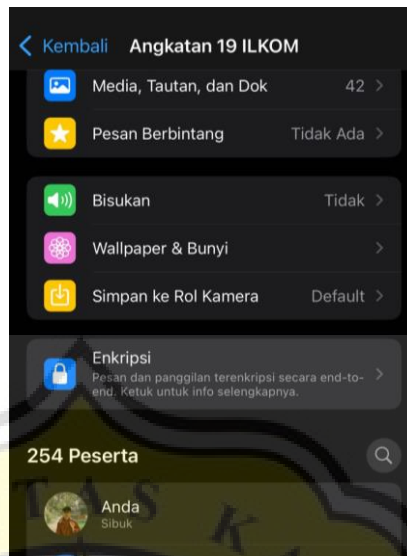 Kembali Angkatan 19 ILKOM
Media, Tautan, dan Dok 42
Pesan Berbintang Tidak Ada
Bisukan Tidak
Wallpaper & Bunyi
Simpan ke Rol Kamera Default
Enkripsi
Pesan dan panggilan terenkripsi secara end-to-
end. Ketuk untuk info selengkapnya.
254 Peserta
Anda
Sibuk
TAS K